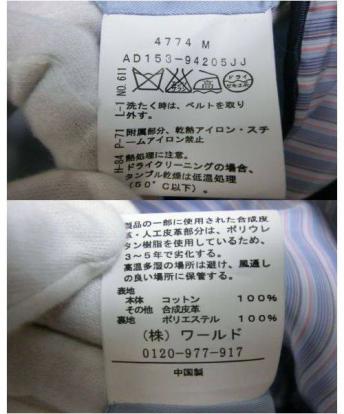 4774 M
AD153-94205JJ
NO.611
L-1
P-71
H-84
ドライ
セキユ系
洗たく時は、ベルトを取り
外す。
附属部分、乾熱アイロン・スチ
ームアイロン禁止
熱処理に注意。
ドライクリーニングの場合、
タンブル乾燥は低温処理
(60°C以下)。
製品の一部に使用された合成皮
革・人工皮革部分は、ポリウレ
タン樹脂を使用しているため、
3～5年で劣化する。
高温多湿の場所は避け、風通し
の良い場所に保管する。
表地
本体 コットン 100%
その他 合成皮革
裏地 ポリエステル 100%
(株) ワールド
0120-977-917
中国製